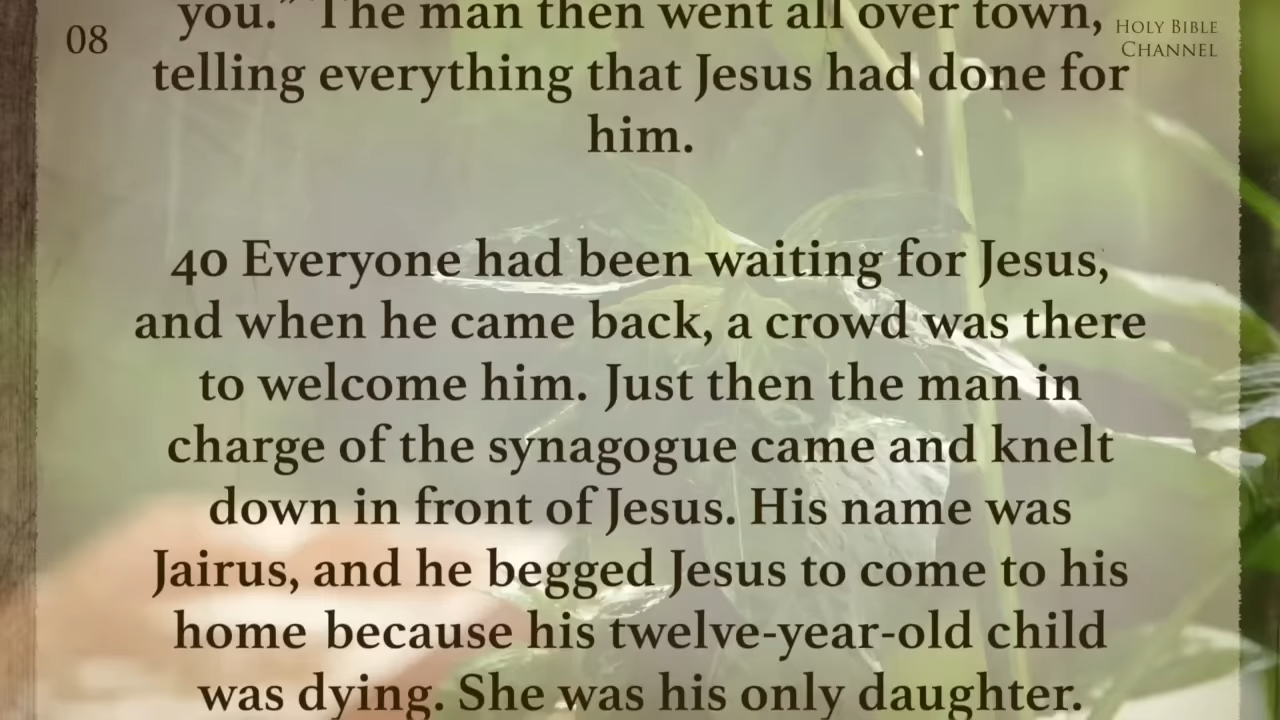 08
HOLY BIBLE
CHANNEL
you.” The man then went all over town,
telling everything that Jesus had done for
him.
40 Everyone had been waiting for Jesus,
and when he came back, a crowd was there
to welcome him. Just then the man in
charge of the synagogue came and knelt
down in front of Jesus. His name was
Jairus, and he begged Jesus to come to his
home because his twelve-year-old child
was dying. She was his only daughter.